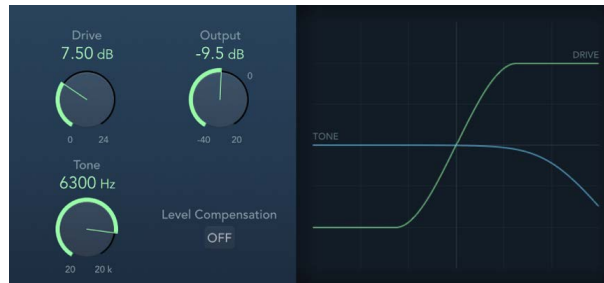 Drive
7.50 dB
0 24
Output
-9.5 dB
0
-40 20
Tone
6300 Hz
20 20 k
Level Compensation
OFF
DRIVE
TONE